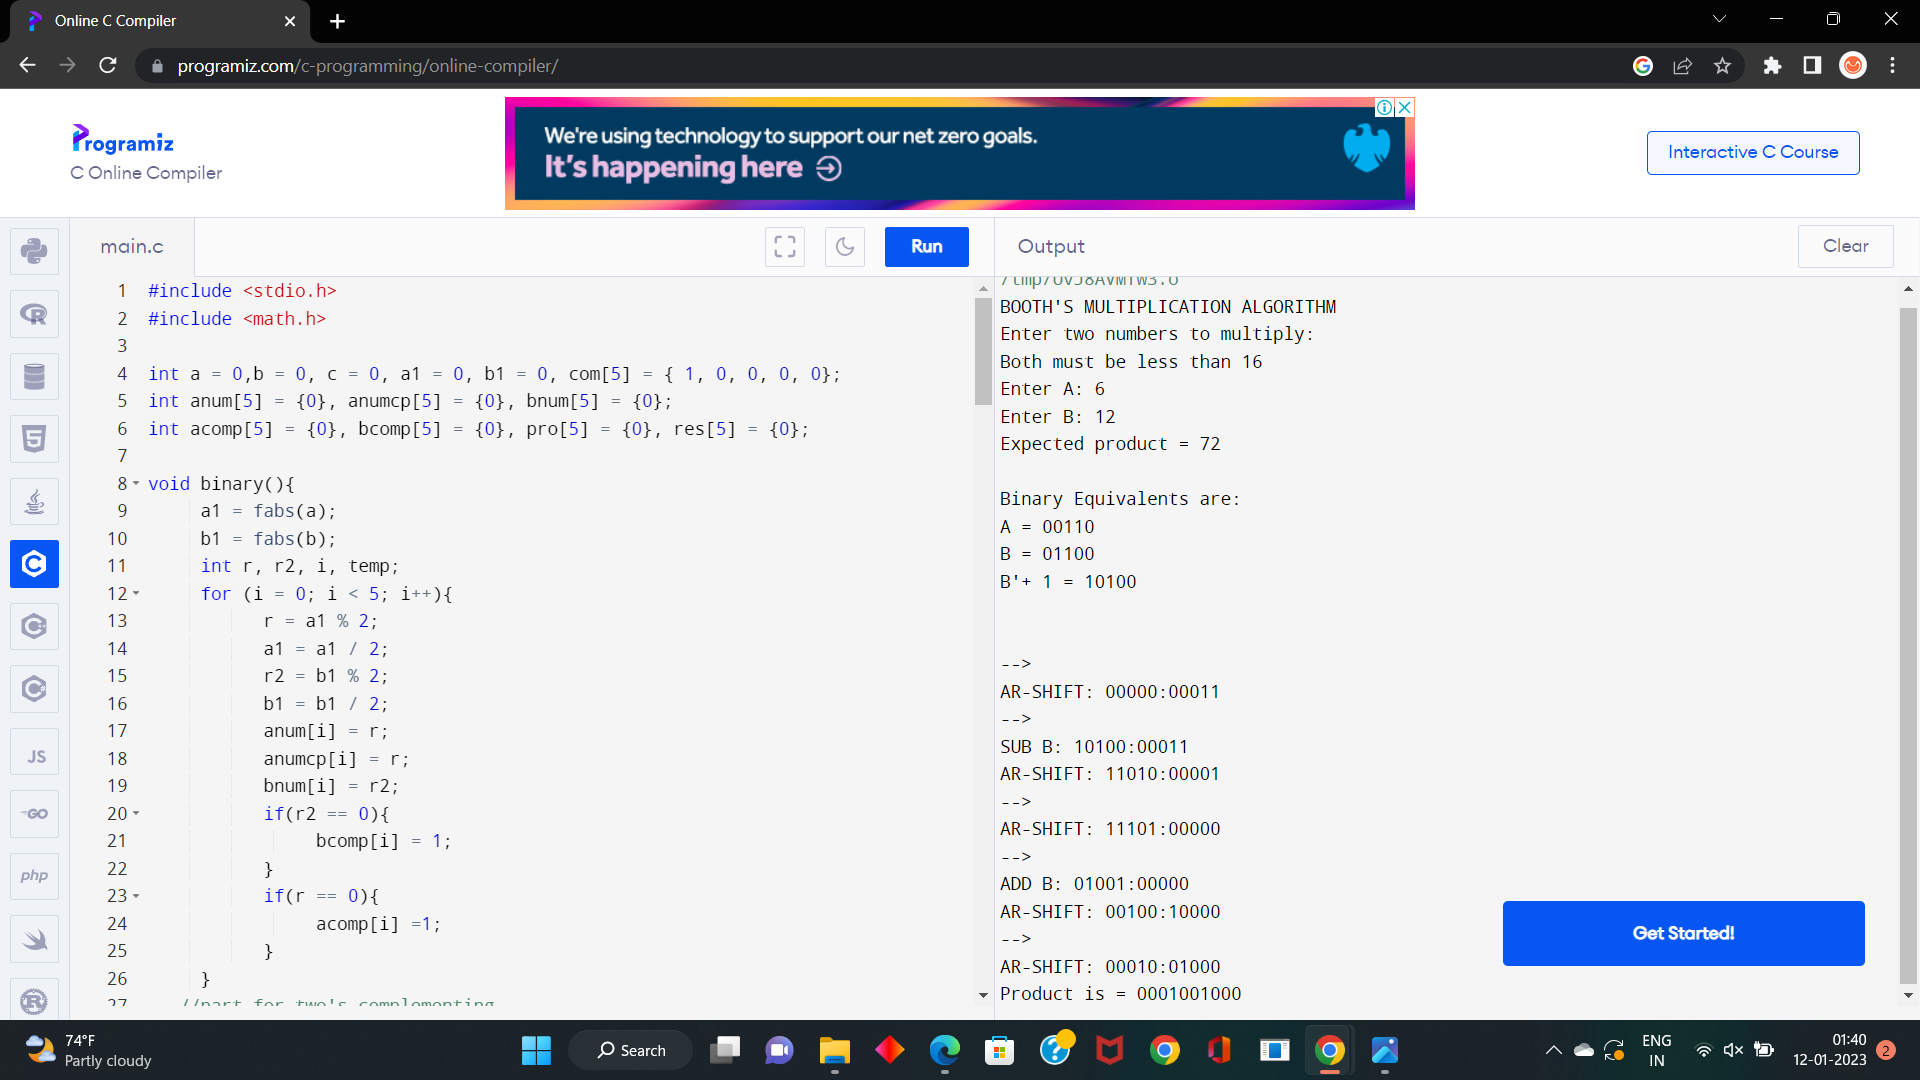 Online C Compiler
programiz.com/c-programming/online-compiler/
Programiz
C Online Compiler
We're using technology to support our net zero goals.
It's happening here
Interactive C Course
main.c
Run
Output
Clear
1 #include <stdio.h>
2 #include <math.h>
3
4 int a = 0,b = 0, c = 0, a1 = 0, b1 = 0, com[5] = { 1, 0, 0, 0, 0};
5 int anum[5] = {0}, anumcp[5] = {0}, bnum[5] = {0};
6 int acomp[5] = {0}, bcomp[5] = {0}, pro[5] = {0}, res[5] = {0};
7
8 void binary(){
9 a1 = fabs(a);
10 b1 = fabs(b);
11 int r, r2, i, temp;
12 for (i = 0; i < 5; i++){
13 r = a1 % 2;
14 a1 = a1 / 2;
15 r2 = b1 % 2;
16 b1 = b1 / 2;
17 anum[i] = r;
18 anumcp[i] = r;
19 bnum[i] = r2;
20 if(r2 == 0){
21 bcomp[i] = 1;
22 }
23 if(r == 0){
24 acomp[i] =1;
25 }
26 }
27 //part for two's complementing
BOOTH'S MULTIPLICATION ALGORITHM
Enter two numbers to multiply:
Both must be less than 16
Enter A: 6
Enter B: 12
Expected product = 72
Binary Equivalents are:
A = 00110
B = 01100
B'+ 1 = 10100
-->
AR-SHIFT: 00000:00011
-->
SUB B: 10100:00011
AR-SHIFT: 11010:00001
-->
AR-SHIFT: 11101:00000
-->
ADD B: 01001:00000
AR-SHIFT: 00100:10000
-->
AR-SHIFT: 00010:01000
Product is = 0001001000
Get Started!
JS
GO
php
74°F
Partly cloudy
Search
ENG
IN
01:40
12-01-2023
2